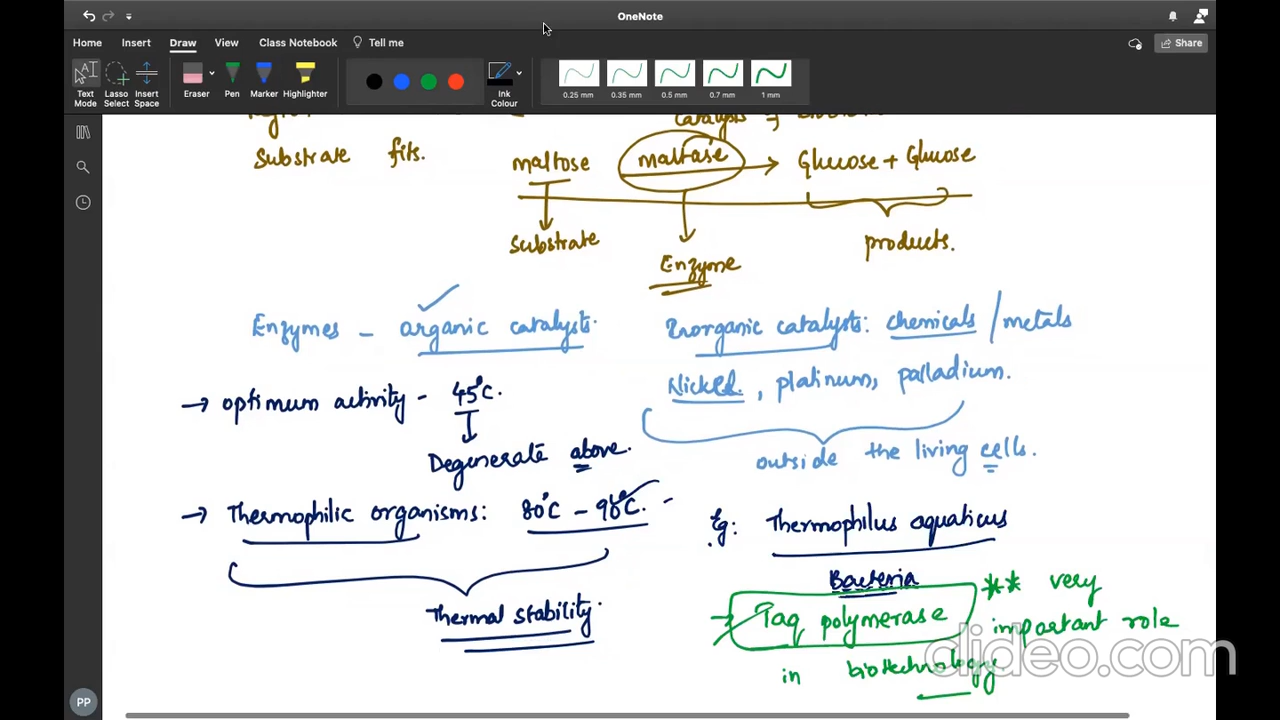 OneNote
Home Insert Draw View Class Notebook Tell me Share
Text Mode Lasso Select Insert Space Eraser Pen Marker Highlighter Ink Colour 0.25 mm 0.35 mm 0.5 mm 0.7 mm 1 mm
catalysts
Substrate fits. maltose maltase Glucose + Glucose
Substrate Enzyme products.
Enzymes - organic catalysts. Inorganic catalysts: chemicals / metals
Nickel, platinum, palladium.
→ optimum activity - 45°C.
Degenerate above. outside the living cells.
→ Thermophilic organisms: 80°C - 90°C. - Eg: Thermophilus aquaticus
Bacteria
Thermal stability. → Taq polymerase ** very
important role
in biotechnology
clideo.com
PP